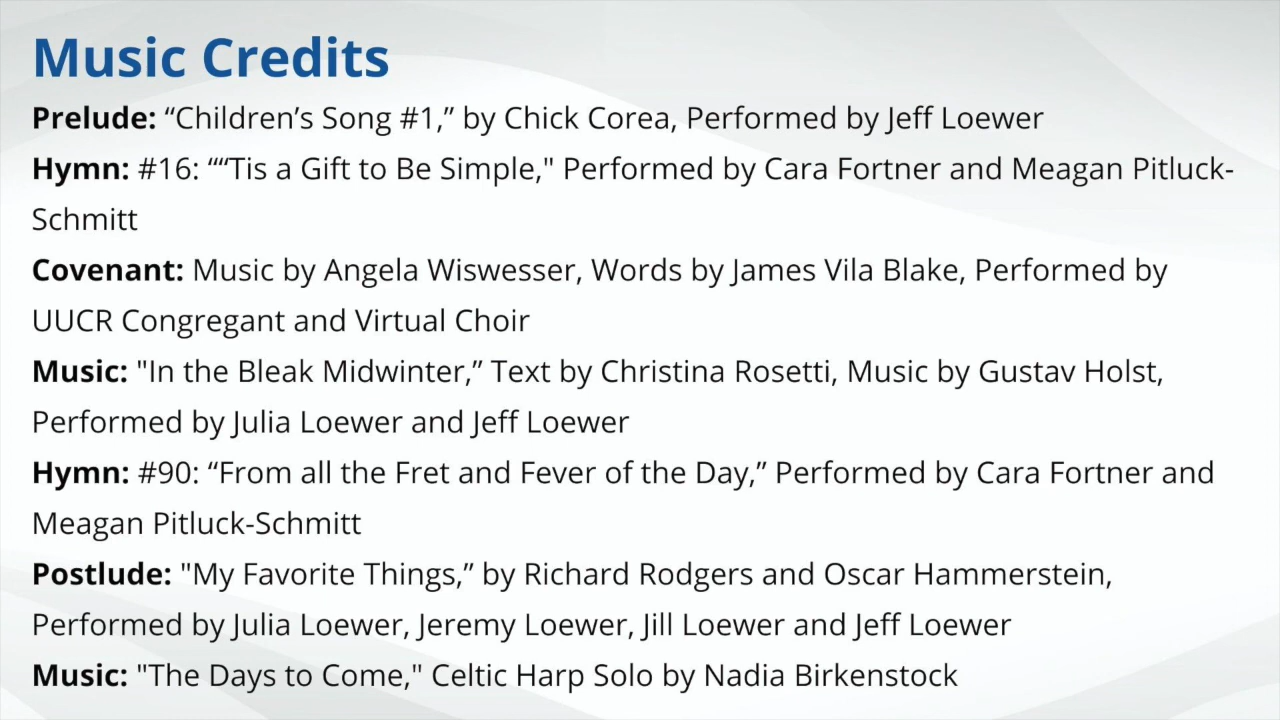 Music Credits
Prelude: “Children’s Song #1,” by Chick Corea, Performed by Jeff Loewer
Hymn: #16: ““Tis a Gift to Be Simple," Performed by Cara Fortner and Meagan Pitluck-
Schmitt
Covenant: Music by Angela Wiswesser, Words by James Vila Blake, Performed by
UUCR Congregant and Virtual Choir
Music: "In the Bleak Midwinter,” Text by Christina Rosetti, Music by Gustav Holst,
Performed by Julia Loewer and Jeff Loewer
Hymn: #90: “From all the Fret and Fever of the Day,” Performed by Cara Fortner and
Meagan Pitluck-Schmitt
Postlude: "My Favorite Things,” by Richard Rodgers and Oscar Hammerstein,
Performed by Julia Loewer, Jeremy Loewer, Jill Loewer and Jeff Loewer
Music: "The Days to Come," Celtic Harp Solo by Nadia Birkenstock